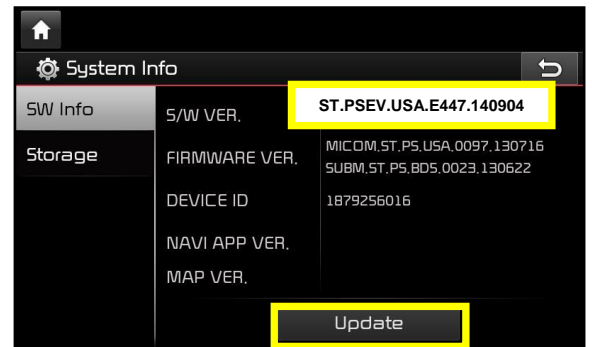 System Info
SW Info
Storage
S/W VER. ST.PSEV.USA.E447.140904
FIRMWARE VER. MICOM.ST.PS.USA.0097.130716
SUBM.ST.PS.BD5.0023.130622
DEVICE ID 1879256016
NAVI APP VER.
MAP VER.
Update